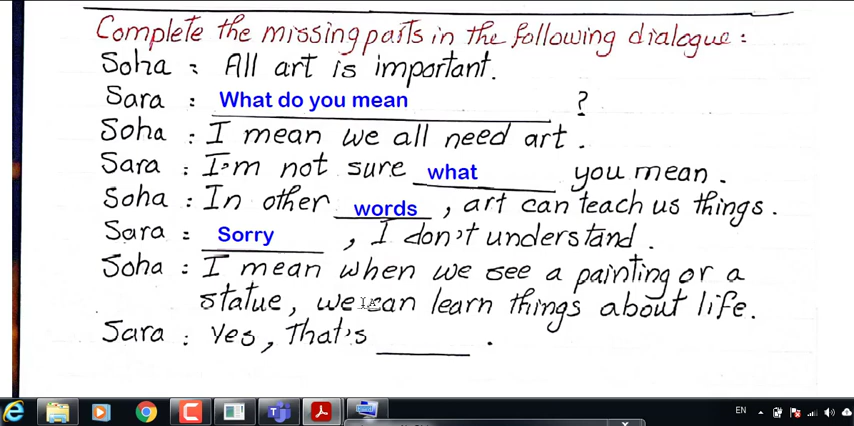 Complete the missing parts in the following dialogue :
Soha : All art is important.
Sara : What do you mean ?
Soha : I mean we all need art .
Sara : I'm not sure what you mean .
Soha : In other words , art can teach us things .
Sara : Sorry , I don't understand .
Soha : I mean when we see a painting or a
statue, we can learn things about life.
Sara : Yes, That's ______ .
EN